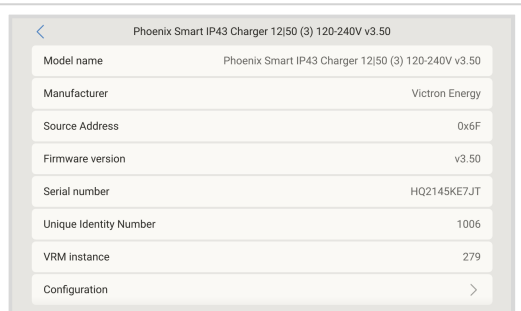 Phoenix Smart IP43 Charger 12|50 (3) 120-240V v3.50
Model name Phoenix Smart IP43 Charger 12|50 (3) 120-240V v3.50
Manufacturer Victron Energy
Source Address 0x6F
Firmware version v3.50
Serial number HQ2145KE7JT
Unique Identity Number 1006
VRM instance 279
Configuration